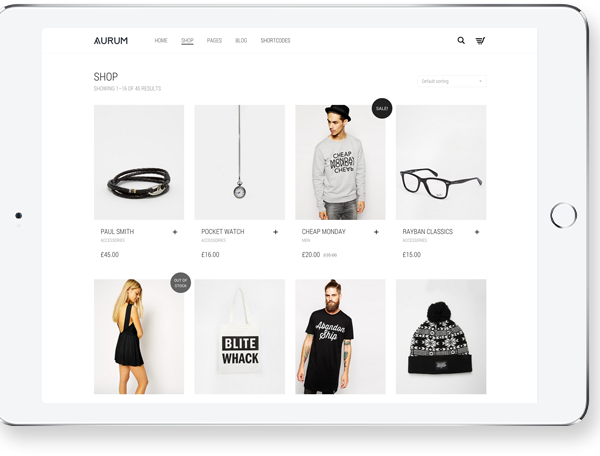 AURUM
HOME
SHOP
PAGES
BLOG
SHORTCODES
SHOP
SHOWING 1–16 OF 45 RESULTS
Default sorting
SALE!
CHEAP
MONDAY
PAUL SMITH +
ACCESSORIES
£45.00
POCKET WATCH +
ACCESSORIES
£16.00
CHEAP MONDAY +
MEN
£20.00
RAYBAN CLASSICS +
ACCESSORIES
£15.00
OUT OF
STOCK
BLITE
WHACK
Abandon
Ship